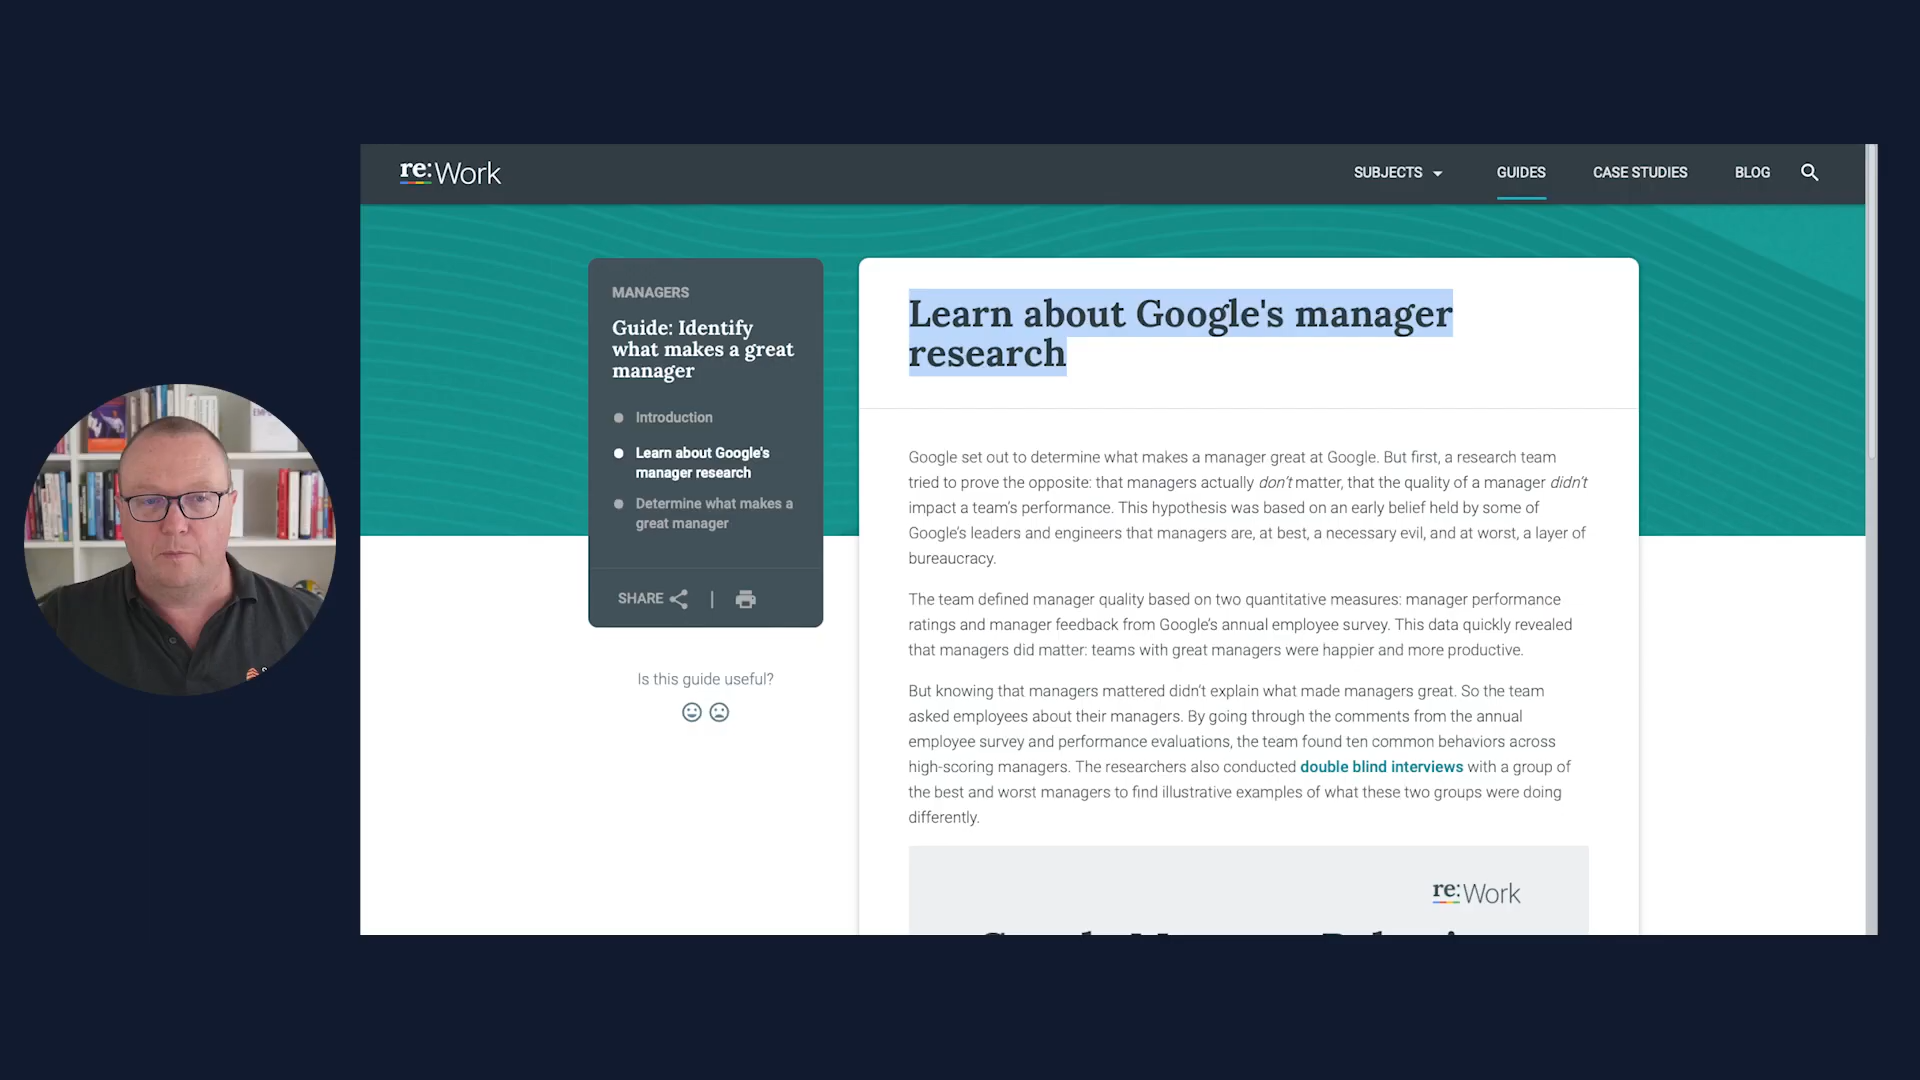 re:Work
SUBJECTS
GUIDES
CASE STUDIES
BLOG
MANAGERS
Guide: Identify
what makes a great
manager
Introduction
Learn about Google's
manager research
Determine what makes a
great manager
SHARE
Is this guide useful?
Learn about Google's manager
research
Google set out to determine what makes a manager great at Google. But first, a research team
tried to prove the opposite: that managers actually don't matter, that the quality of a manager didn't
impact a team's performance. This hypothesis was based on an early belief held by some of
Google's leaders and engineers that managers are, at best, a necessary evil, and at worst, a layer of
bureaucracy.
The team defined manager quality based on two quantitative measures: manager performance
ratings and manager feedback from Google's annual employee survey. This data quickly revealed
that managers did matter: teams with great managers were happier and more productive.
But knowing that managers mattered didn't explain what made managers great. So the team
asked employees about their managers. By going through the comments from the annual
employee survey and performance evaluations, the team found ten common behaviors across
high-scoring managers. The researchers also conducted double blind interviews with a group of
the best and worst managers to find illustrative examples of what these two groups were doing
differently.
re:Work